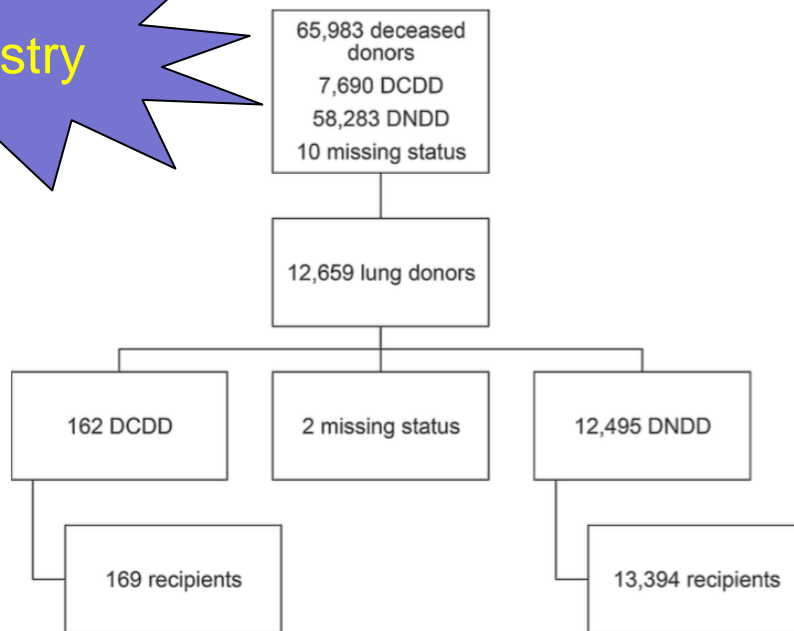 stry
65,983 deceased
donors
7,690 DCDD
58,283 DNDD
10 missing status
12,659 lung donors
162 DCDD
2 missing status
12,495 DNDD
169 recipients
13,394 recipients